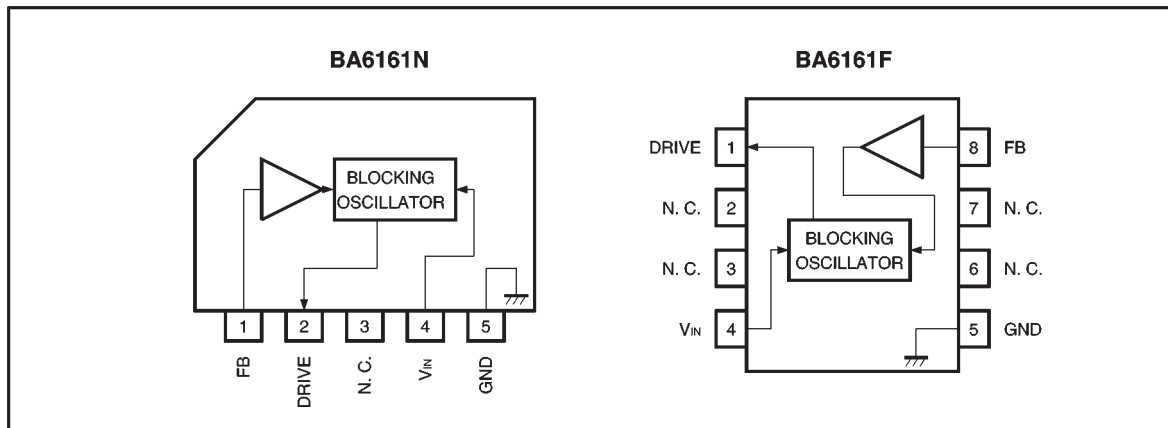 BA6161N
BLOCKING
OSCILLATOR
1
2
3
4
5
FB
DRIVE
N. C.
VIN
GND
BA6161F
DRIVE
1
8
FB
N. C.
2
7
N. C.
BLOCKING
OSCILLATOR
N. C.
3
6
N. C.
VIN
4
5
GND